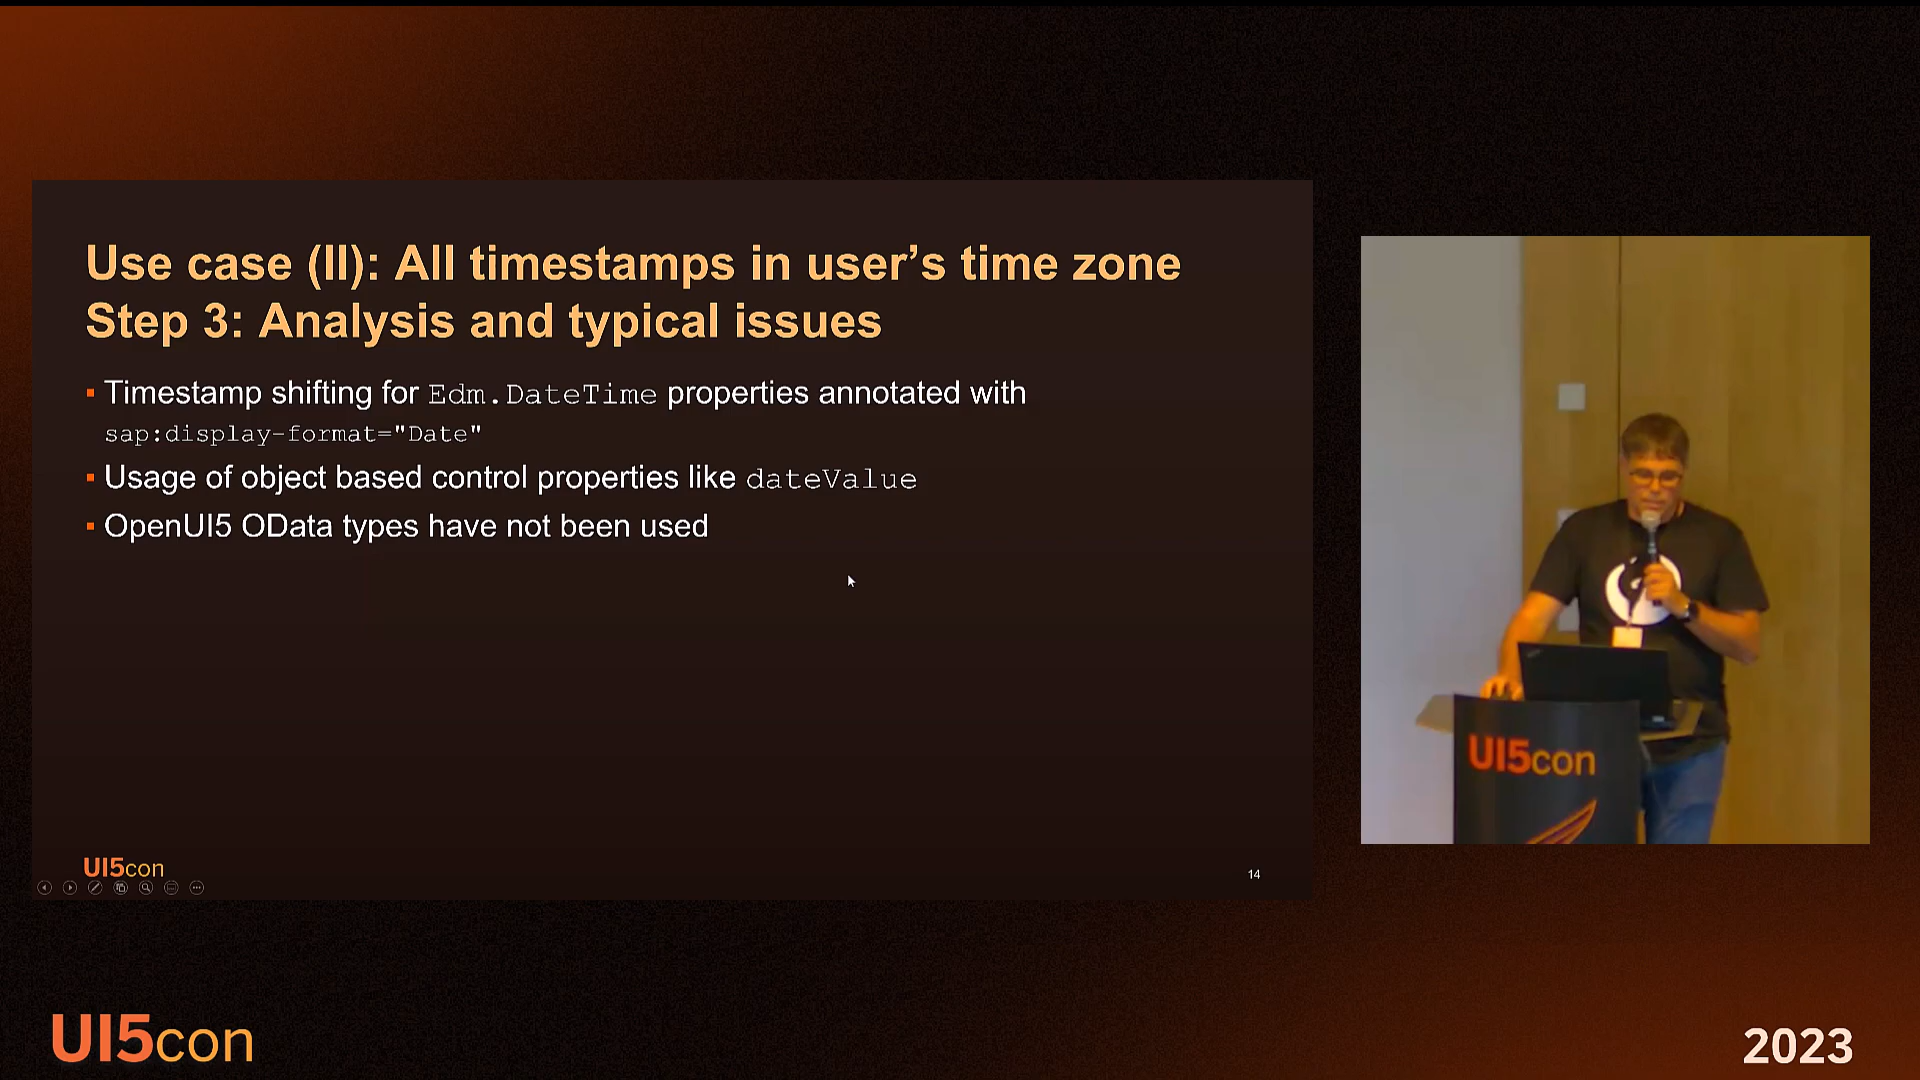 Use case (II): All timestamps in user’s time zone
Step 3: Analysis and typical issues
▪ Timestamp shifting for Edm.DateTime properties annotated with
sap:display-format="Date"
▪ Usage of object based control properties like dateValue
▪ OpenUI5 OData types have not been used
UI5con
14
UI5con
UI5con
2023